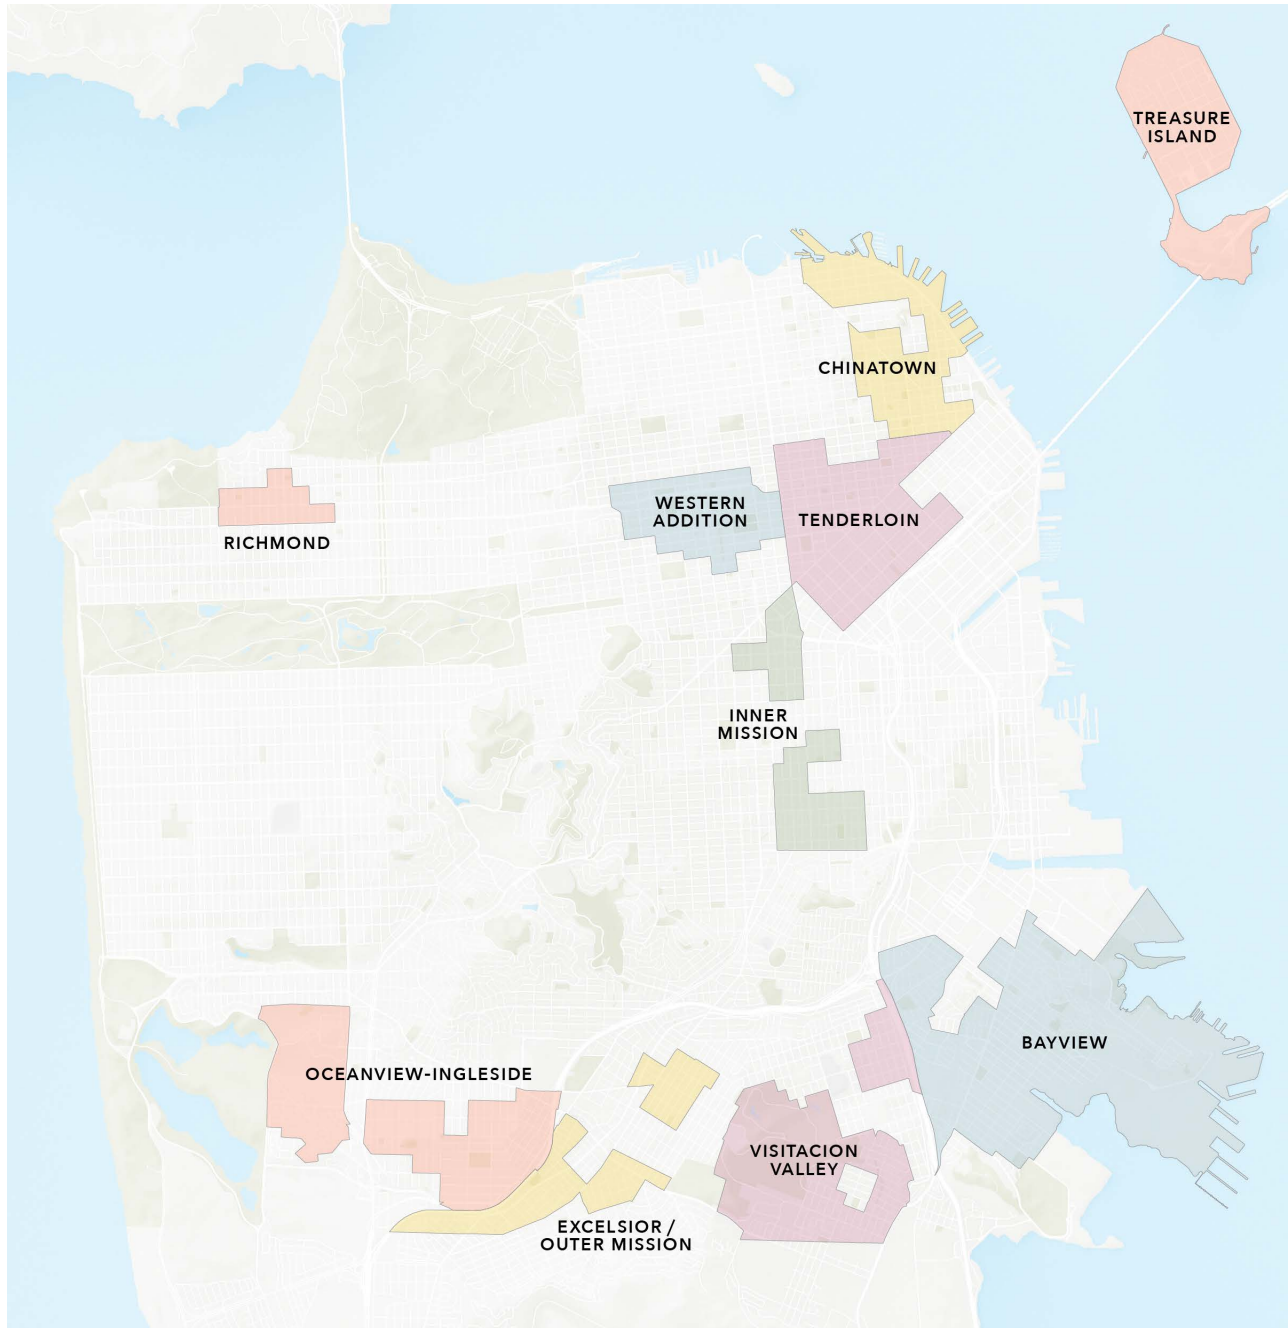 TREASURE
ISLAND
CHINATOWN
WESTERN
ADDITION
TENDERLOIN
RICHMOND
INNER
MISSION
BAYVIEW
OCEANVIEW-INGLESIDE
VISITACION
VALLEY
EXCELSIOR /
OUTER MISSION